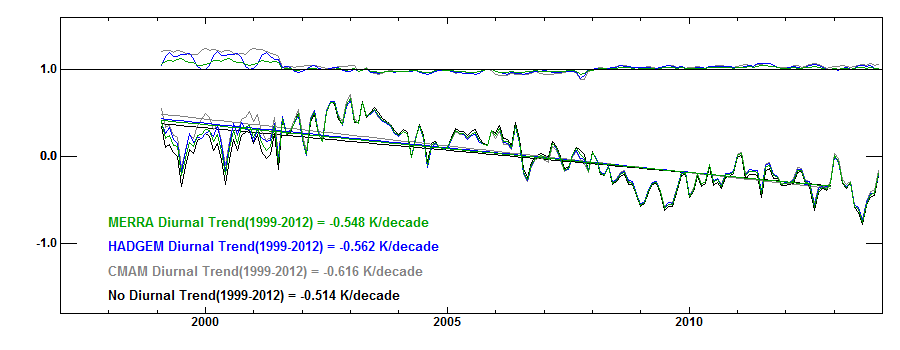 1.0
0.0
-1.0
MERRA Diurnal Trend(1999-2012) = -0.548 K/decade
HADGEM Diurnal Trend(1999-2012) = -0.562 K/decade
CMAM Diurnal Trend(1999-2012) = -0.616 K/decade
No Diurnal Trend(1999-2012) = -0.514 K/decade
2000 2005 2010